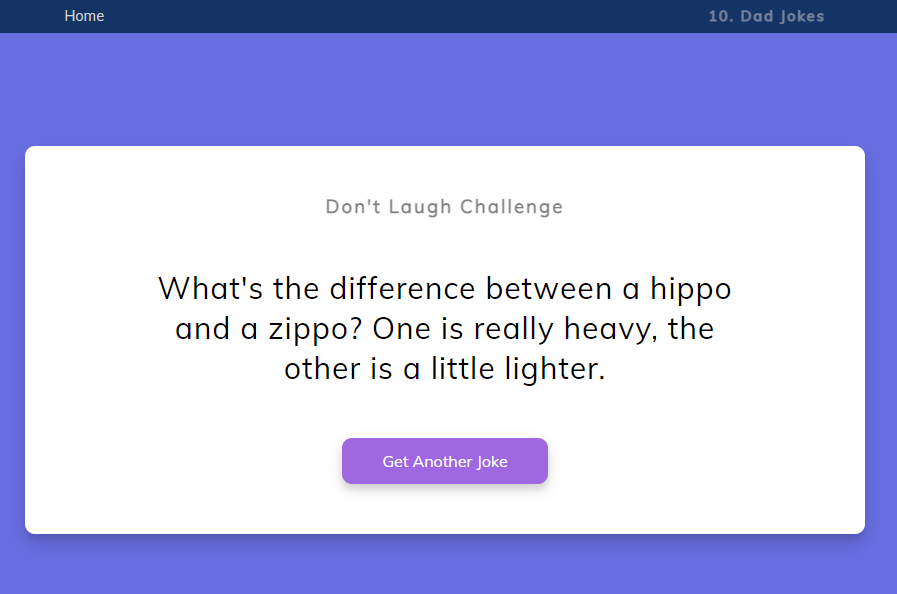 Home
10. Dad Jokes
Don't Laugh Challenge
What's the difference between a hippo
and a zippo? One is really heavy, the
other is a little lighter.
Get Another Joke